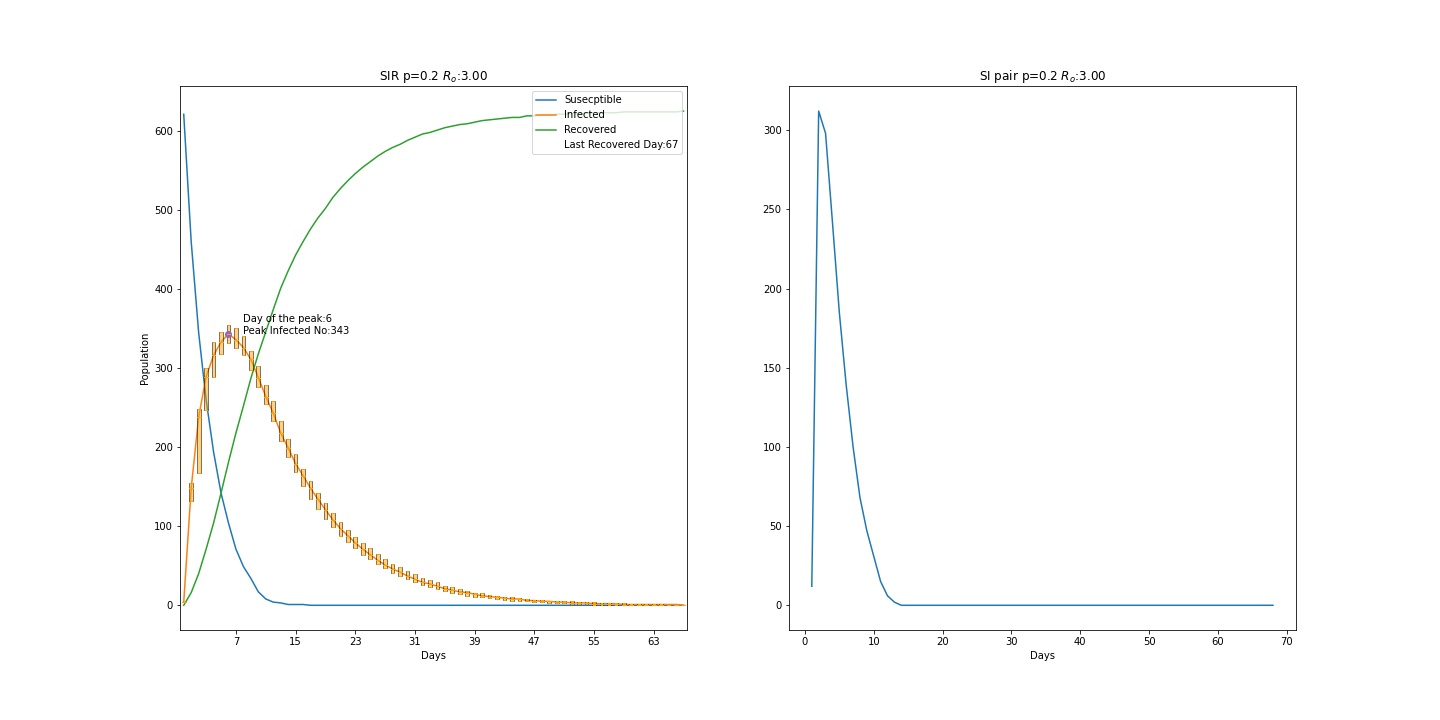 SIR p=0.2 Rₒ:3.00
Susecptible
Infected
Recovered
Last Recovered Day:67
Day of the peak:6
Peak Infected No:343
Population
600
500
400
300
200
100
0
7 15 23 31 39 47 55 63
Days
SI pair p=0.2 Rₒ:3.00
300
250
200
150
100
50
0
0 10 20 30 40 50 60 70
Days